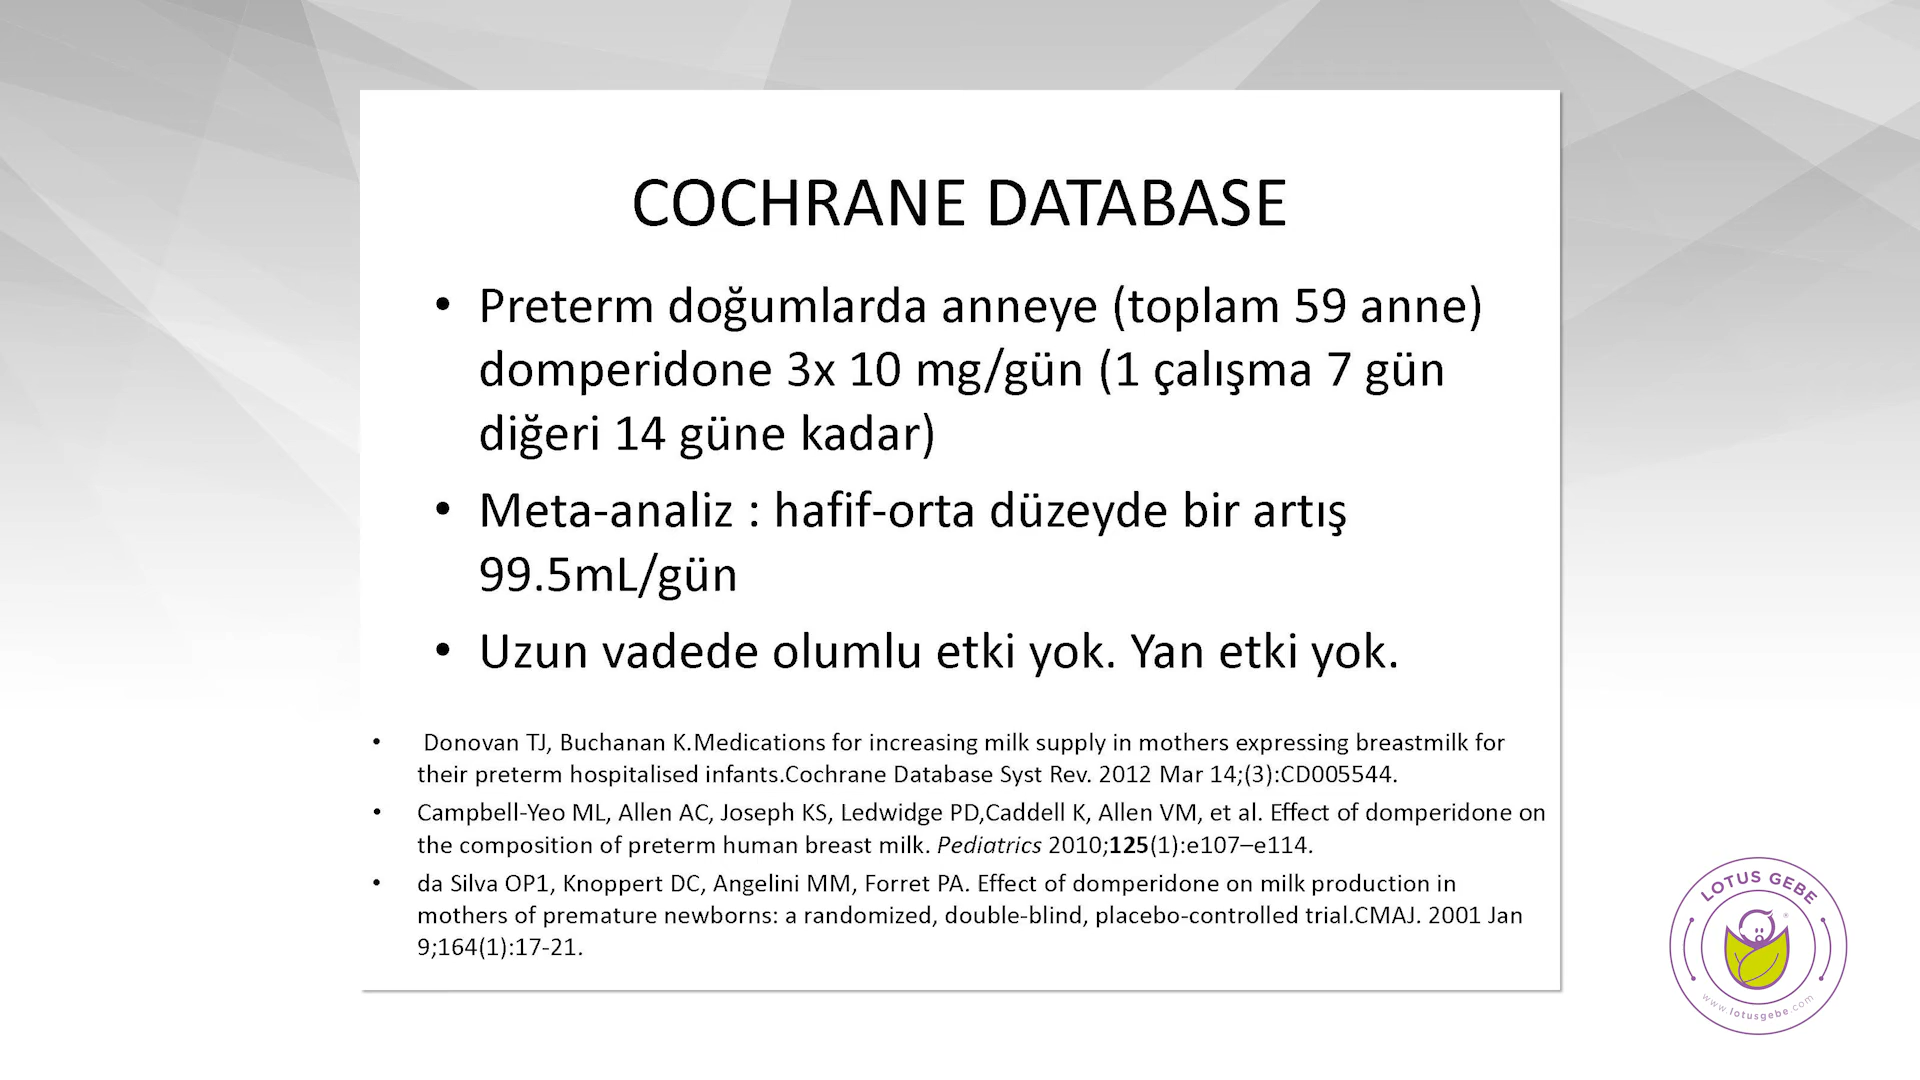 COCHRANE DATABASE
• Preterm doğumlarda anneye (toplam 59 anne)
domperidone 3x 10 mg/gün (1 çalışma 7 gün
diğeri 14 güne kadar)
• Meta-analiz : hafif-orta düzeyde bir artış
99.5mL/gün
• Uzun vadede olumlu etki yok. Yan etki yok.
• Donovan TJ, Buchanan K.Medications for increasing milk supply in mothers expressing breastmilk for
their preterm hospitalised infants.Cochrane Database Syst Rev. 2012 Mar 14;(3):CD005544.
• Campbell-Yeo ML, Allen AC, Joseph KS, Ledwidge PD,Caddell K, Allen VM, et al. Effect of domperidone on
the composition of preterm human breast milk. Pediatrics 2010;125(1):e107–e114.
• da Silva OP1, Knoppert DC, Angelini MM, Forret PA. Effect of domperidone on milk production in
mothers of premature newborns: a randomized, double-blind, placebo-controlled trial.CMAJ. 2001 Jan
9;164(1):17-21.
LOTUS GEBE
®
www.lotusgebe.com